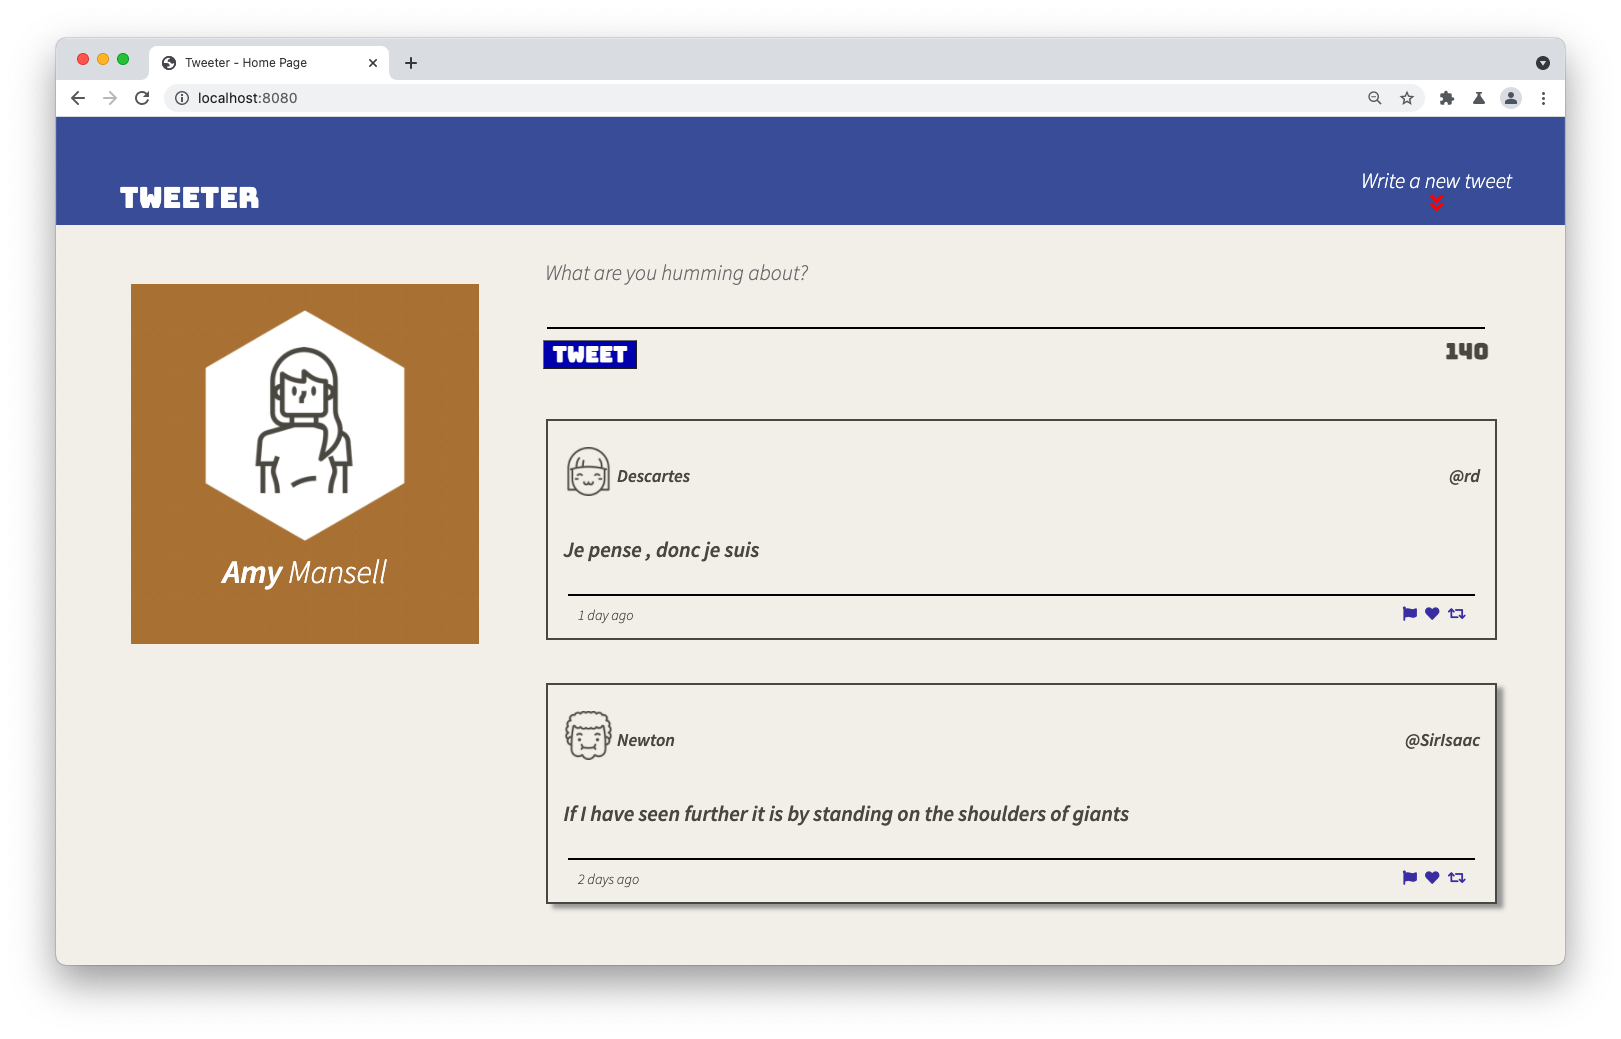 Tweeter - Home Page
localhost:8080
TWEETER
Write a new tweet
What are you humming about?
TWEET
140
Descartes
@rd
Je pense , donc je suis
1 day ago
Amy Mansell
Newton
@SirIsaac
If I have seen further it is by standing on the shoulders of giants
2 days ago